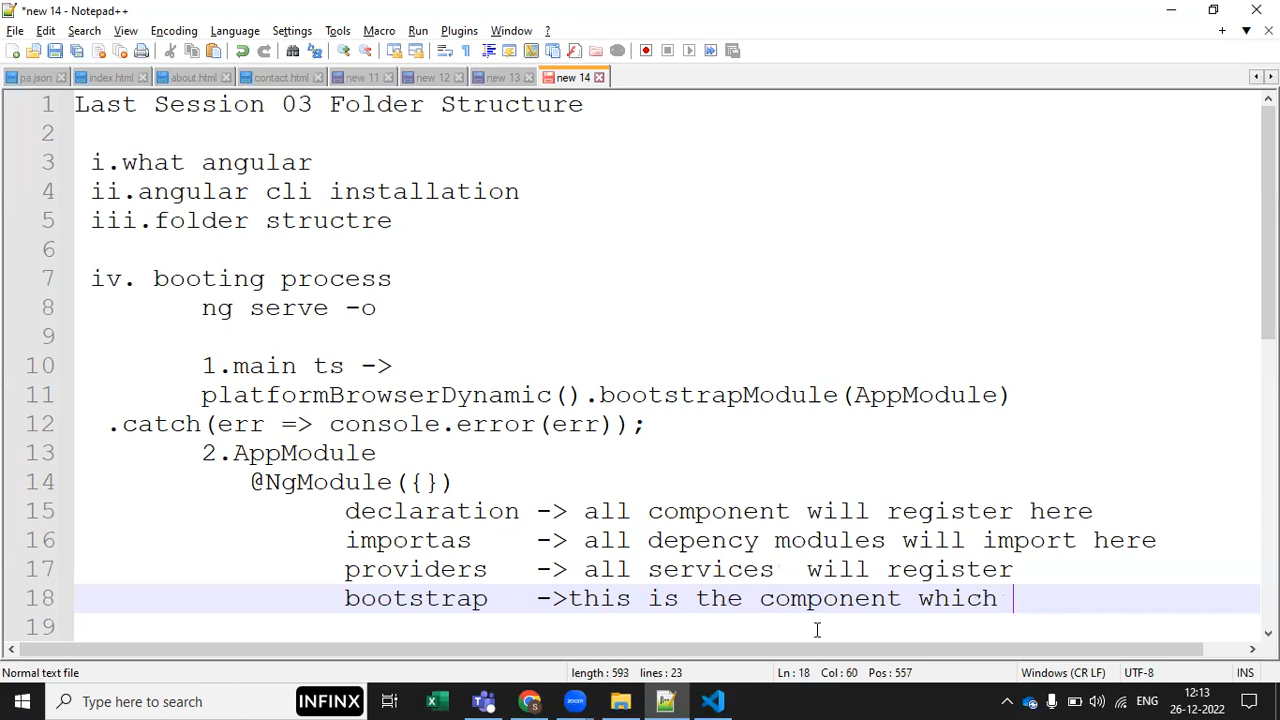 *new 14 - Notepad++
File Edit Search View Encoding Language Settings Tools Macro Run Plugins Window ?
pa.json index.html about.html contact.html new 11 new 12 new 13 new 14
1 Last Session 03 Folder Structure
2
3 i.what angular
4 ii.angular cli installation
5 iii.folder structre
6
7 iv. booting process
8 ng serve -o
9
10 1.main ts ->
11 platformBrowserDynamic().bootstrapModule(AppModule)
12 .catch(err => console.error(err));
13 2.AppModule
14 @NgModule({})
15 declaration -> all component will register here
16 importas -> all depency modules will import here
17 providers -> all services will register
18 bootstrap ->this is the component which
19
Normal text file length : 593 lines : 23 Ln : 18 Col : 60 Pos : 557 Windows (CR LF) UTF-8 INS
Type here to search INFINX ENG 12:13
26-12-2022